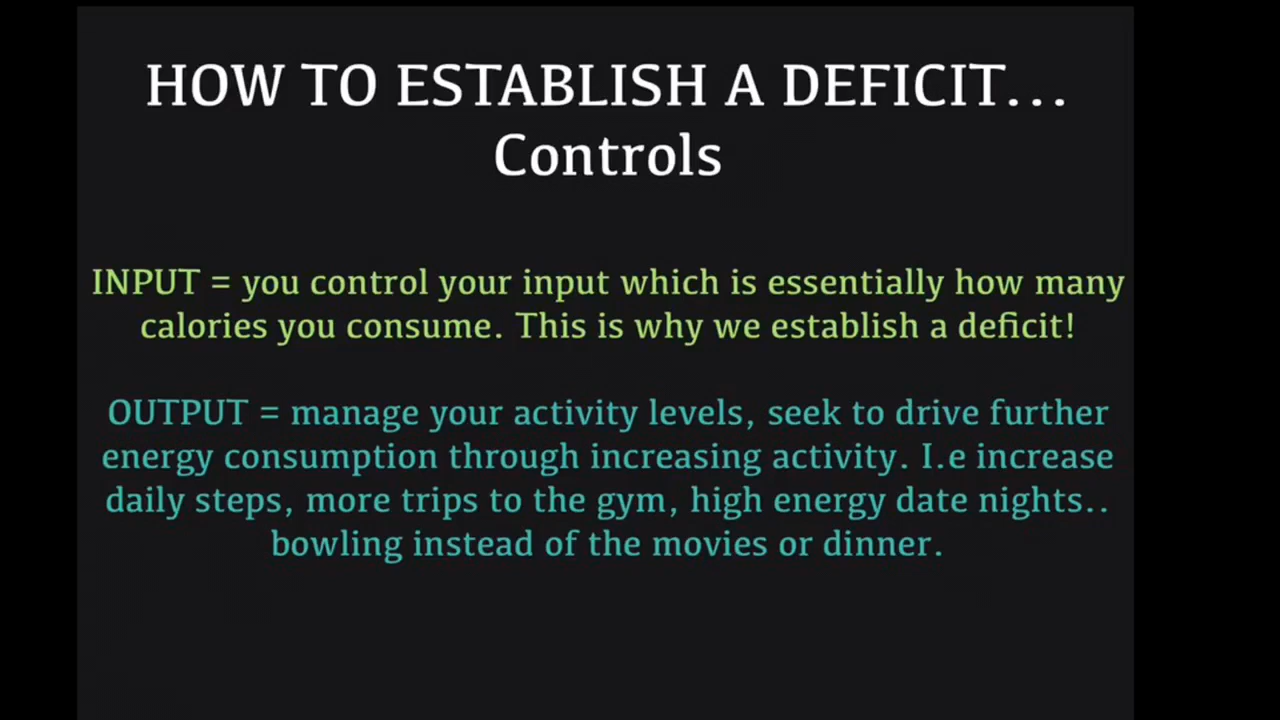 HOW TO ESTABLISH A DEFICIT...
Controls
INPUT = you control your input which is essentially how many
calories you consume. This is why we establish a deficit!
OUTPUT = manage your activity levels, seek to drive further
energy consumption through increasing activity. I.e increase
daily steps, more trips to the gym, high energy date nights..
bowling instead of the movies or dinner.